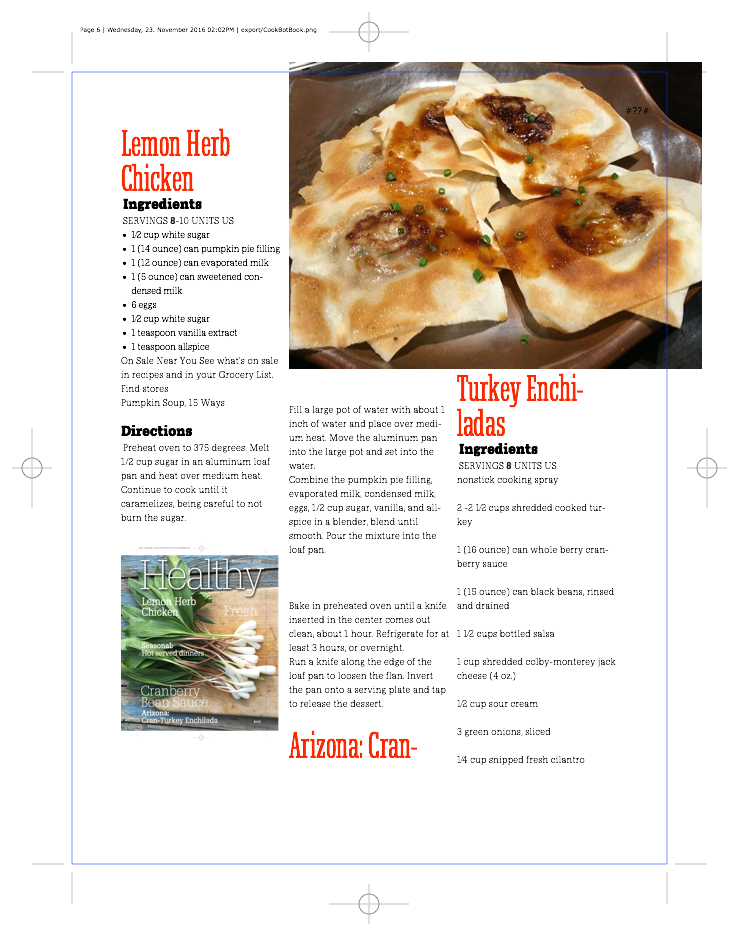 Page 6 | Wednesday, 23. November 2016 02:02PM | export/CookBotBook.png
#??#
Lemon Herb
Chicken
Ingredients
SERVINGS 8-10 UNITS US
• 1/2 cup white sugar
• 1 (14 ounce) can pumpkin pie filling
• 1 (12 ounce) can evaporated milk
• 1 (5 ounce) can sweetened con-
densed milk
• 6 eggs
• 1/2 cup white sugar
• 1 teaspoon vanilla extract
• 1 teaspoon allspice
On Sale Near You See what's on sale
in recipes and in your Grocery List.
Find stores
Pumpkin Soup, 15 Ways
Directions
Preheat oven to 375 degrees. Melt
1/2 cup sugar in an aluminum loaf
pan and heat over medium heat.
Continue to cook until it
caramelizes, being careful to not
burn the sugar.
Healthy
Lemon Herb
Chicken
Fresh
Seasonal:
Hot served dinners
Cranberry
Bean Sauce
Arizona:
Cran-Turkey Enchilada
Fill a large pot of water with about 1
inch of water and place over medi-
um heat. Move the aluminum pan
into the large pot and set into the
water.
Combine the pumpkin pie filling,
evaporated milk, condensed milk,
eggs, 1/2 cup sugar, vanilla, and all-
spice in a blender, blend until
smooth. Pour the mixture into the
loaf pan.
Bake in preheated oven until a knife
inserted in the center comes out
clean, about 1 hour. Refrigerate for at
least 3 hours, or overnight.
Run a knife along the edge of the
loaf pan to loosen the flan. Invert
the pan onto a serving plate and tap
to release the dessert.
Arizona: Cran-
Turkey Enchi-
ladas
Ingredients
SERVINGS 8 UNITS US
nonstick cooking spray
2 -2 1/2 cups shredded cooked tur-
key
1 (16 ounce) can whole berry cran-
berry sauce
1 (15 ounce) can black beans, rinsed
and drained
1 1/2 cups bottled salsa
1 cup shredded colby-monterey jack
cheese (4 oz.)
1/2 cup sour cream
3 green onions, sliced
1/4 cup snipped fresh cilantro